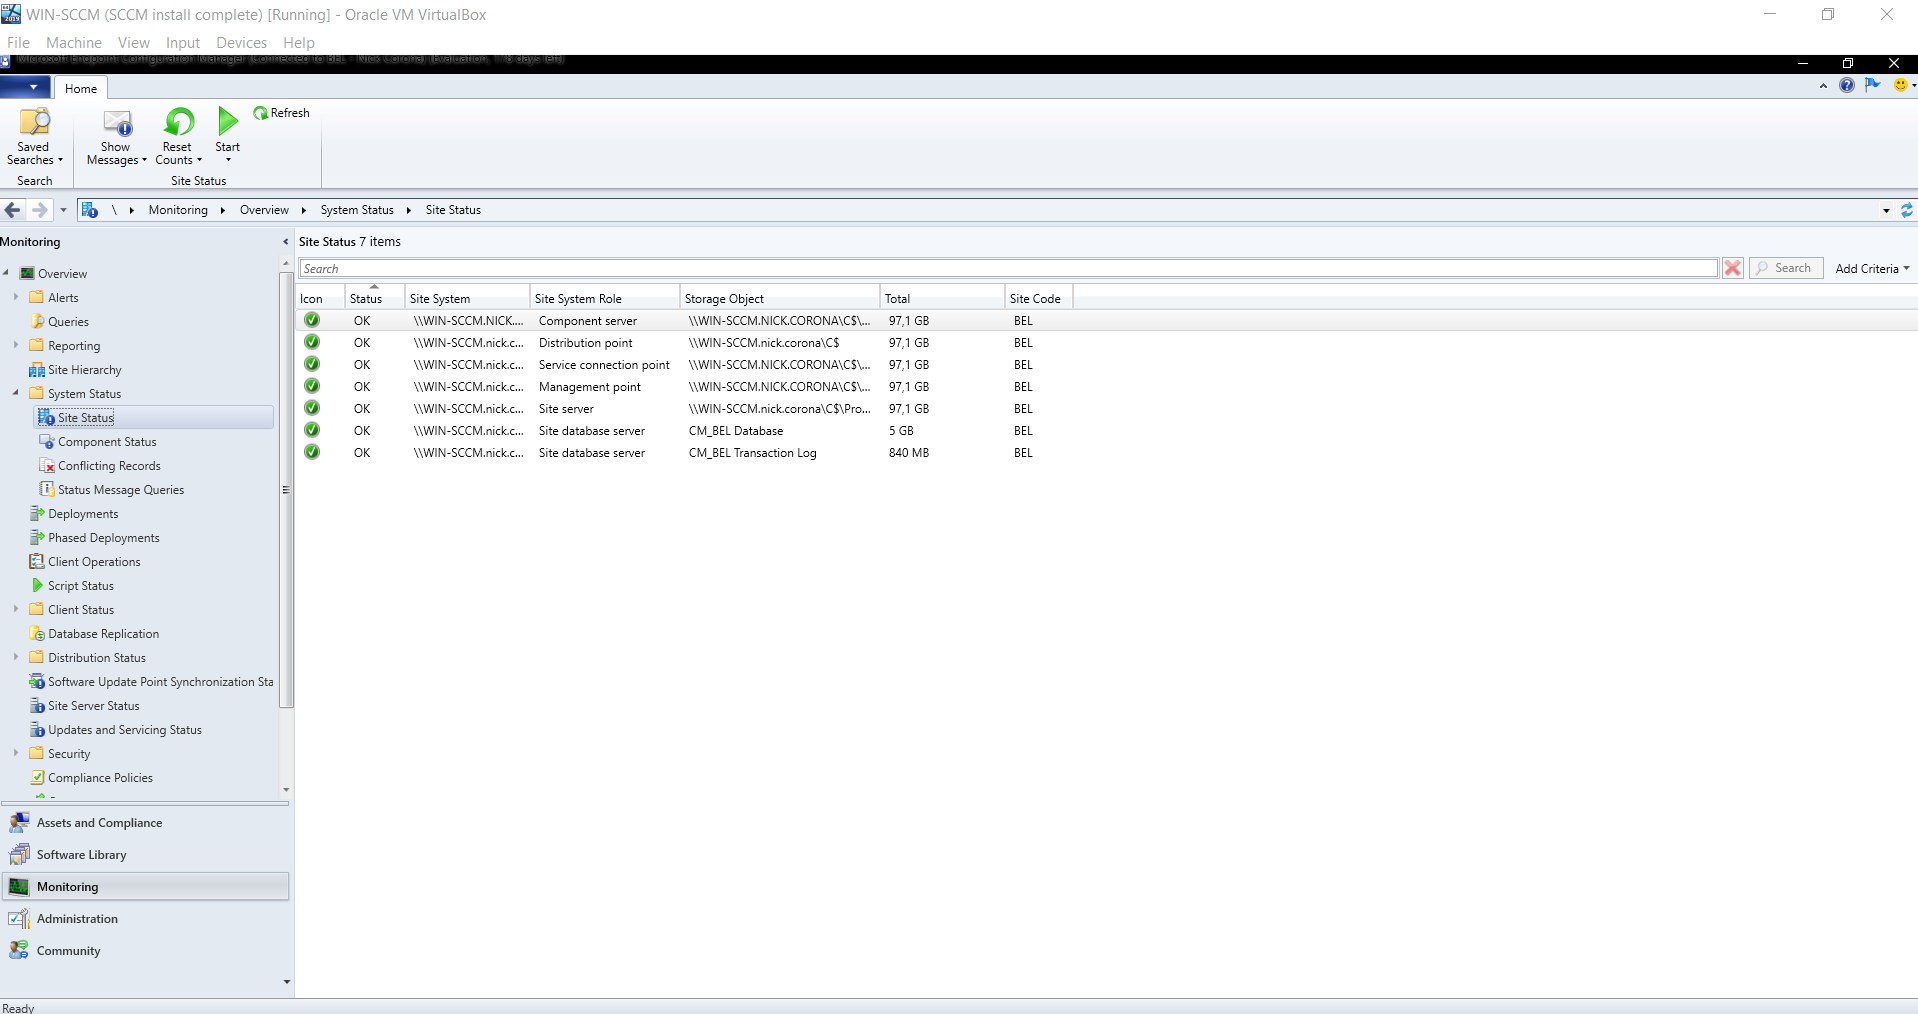 WIN-SCCM (SCCM install complete) [Running] - Oracle VM VirtualBox
File Machine View Input Devices Help
Microsoft Endpoint Configuration Manager (Connected to BEL - Nick Corona) (Evaluation, 178 days left)
Home
Saved Searches
Show Messages
Reset Counts
Start
Refresh
Search
Site Status
\ Monitoring Overview System Status Site Status
Monitoring
Overview
Alerts
Queries
Reporting
Site Hierarchy
System Status
Site Status
Component Status
Conflicting Records
Status Message Queries
Deployments
Phased Deployments
Client Operations
Script Status
Client Status
Database Replication
Distribution Status
Software Update Point Synchronization Sta
Site Server Status
Updates and Servicing Status
Security
Compliance Policies
Assets and Compliance
Software Library
Monitoring
Administration
Community
Site Status 7 items
Search
Search
Add Criteria
Icon Status Site System Site System Role Storage Object Total Site Code
OK \\WIN-SCCM.NICK.... Component server \\WIN-SCCM.NICK.CORONA\C$\... 97,1 GB BEL
OK \\WIN-SCCM.nick.c... Distribution point \\WIN-SCCM.nick.corona\C$ 97,1 GB BEL
OK \\WIN-SCCM.nick.c... Service connection point \\WIN-SCCM.NICK.CORONA\C$\... 97,1 GB BEL
OK \\WIN-SCCM.nick.c... Management point \\WIN-SCCM.NICK.CORONA\C$\... 97,1 GB BEL
OK \\WIN-SCCM.nick.c... Site server \\WIN-SCCM.nick.corona\C$\Pro... 97,1 GB BEL
OK \\WIN-SCCM.nick.c... Site database server CM_BEL Database 5 GB BEL
OK \\WIN-SCCM.nick.c... Site database server CM_BEL Transaction Log 840 MB BEL
Ready